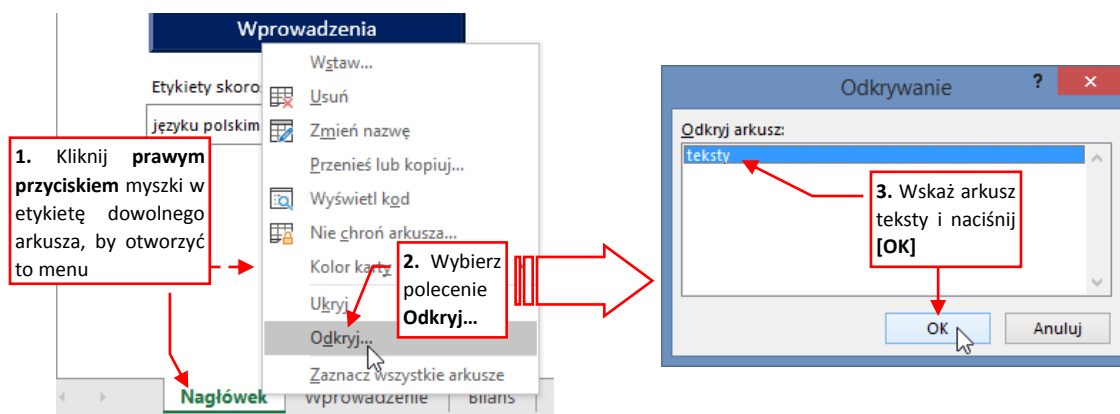 Wprowadzenia
Etykiety skoro
języku polskim
Wstaw...
Usuń
Zmień nazwę
Przenieś lub kopiuj...
Wyświetl kod
Nie chroń arkusza...
Kolor karty
Ukryj
Odkryj...
Zaznacz wszystkie arkusze
1. Kliknij prawym
przyciskiem myszki w
etykietę dowolnego
arkusza, by otworzyć
to menu
2. Wybierz
polecenie
Odkryj...
Nagłówek
Wprowadzenie
Bilans
Odkrywanie
?
Odkryj arkusz:
teksty
3. Wskaż arkusz
teksty i naciśnij
[OK]
OK
Anuluj